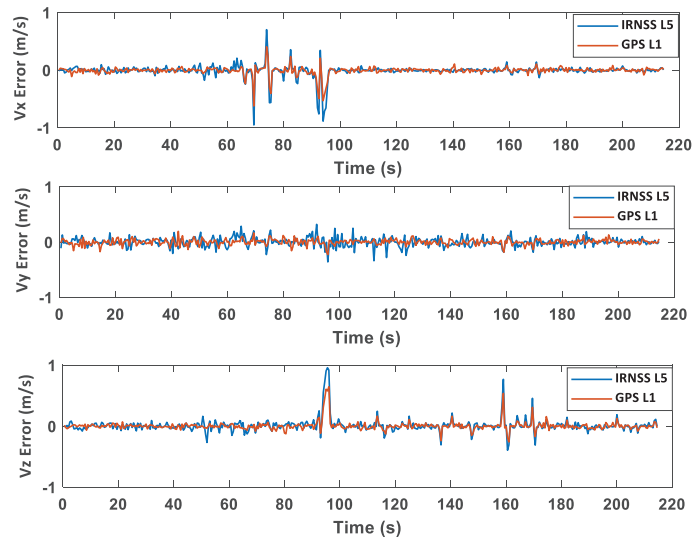 Vx Error (m/s)
1
0
-1
IRNSS L5
GPS L1
0 20 40 60 80 100 120 140 160 180 200 220
Time (s)
Vy Error (m/s)
1
0
-1
IRNSS L5
GPS L1
0 20 40 60 80 100 120 140 160 180 200 220
Time (s)
Vz Error (m/s)
1
0
-1
IRNSS L5
GPS L1
0 20 40 60 80 100 120 140 160 180 200 220
Time (s)